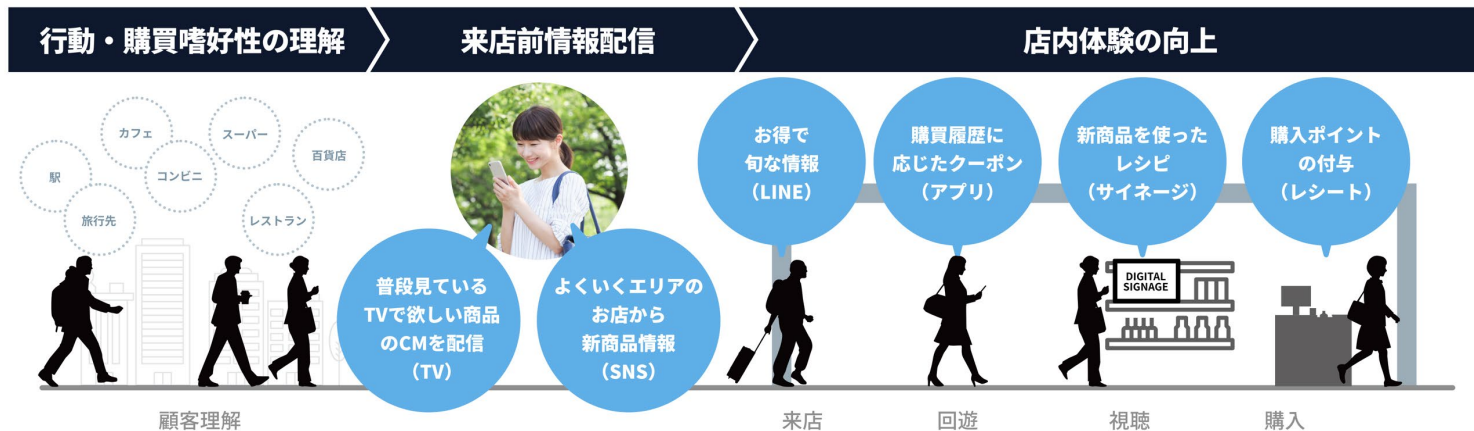 行動・購買嗜好性の理解
来店前情報配信
店内体験の向上
カフェ
スーパー
駅
コンビニ
百貨店
旅行先
レストラン
普段見ている
TVで欲しい商品
のCMを配信
（TV）
よくいくエリアの
お店から
新商品情報
（SNS）
お得で
旬な情報
（LINE）
購買履歴に
応じたクーポン
（アプリ）
新商品を使った
レシピ
（サイネージ）
購入ポイント
の付与
（レシート）
DIGITAL
SIGNAGE
顧客理解
来店
回遊
視聴
購入